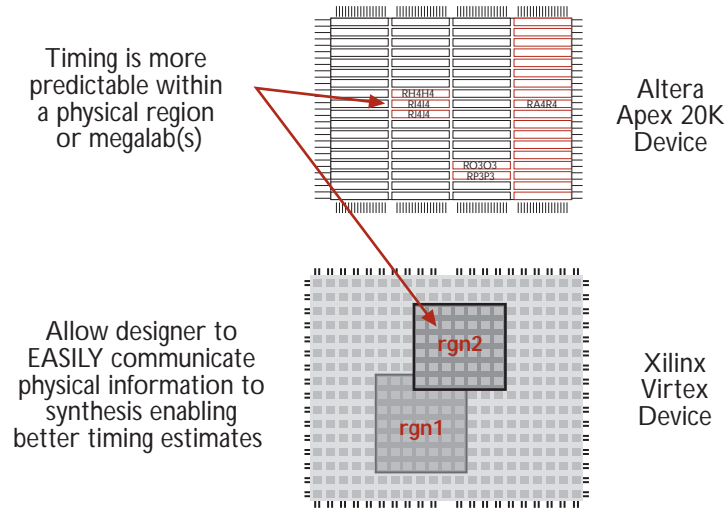 Timing is more
predictable within
a physical region
or megalab(s)
RH4H4
RI4I4
RI4J4
RA4R4
RO3O3
RP3P3
Altera
Apex 20K
Device
Allow designer to
EASILY communicate
physical information to
synthesis enabling
better timing estimates
rgn2
rgn1
Xilinx
Virtex
Device